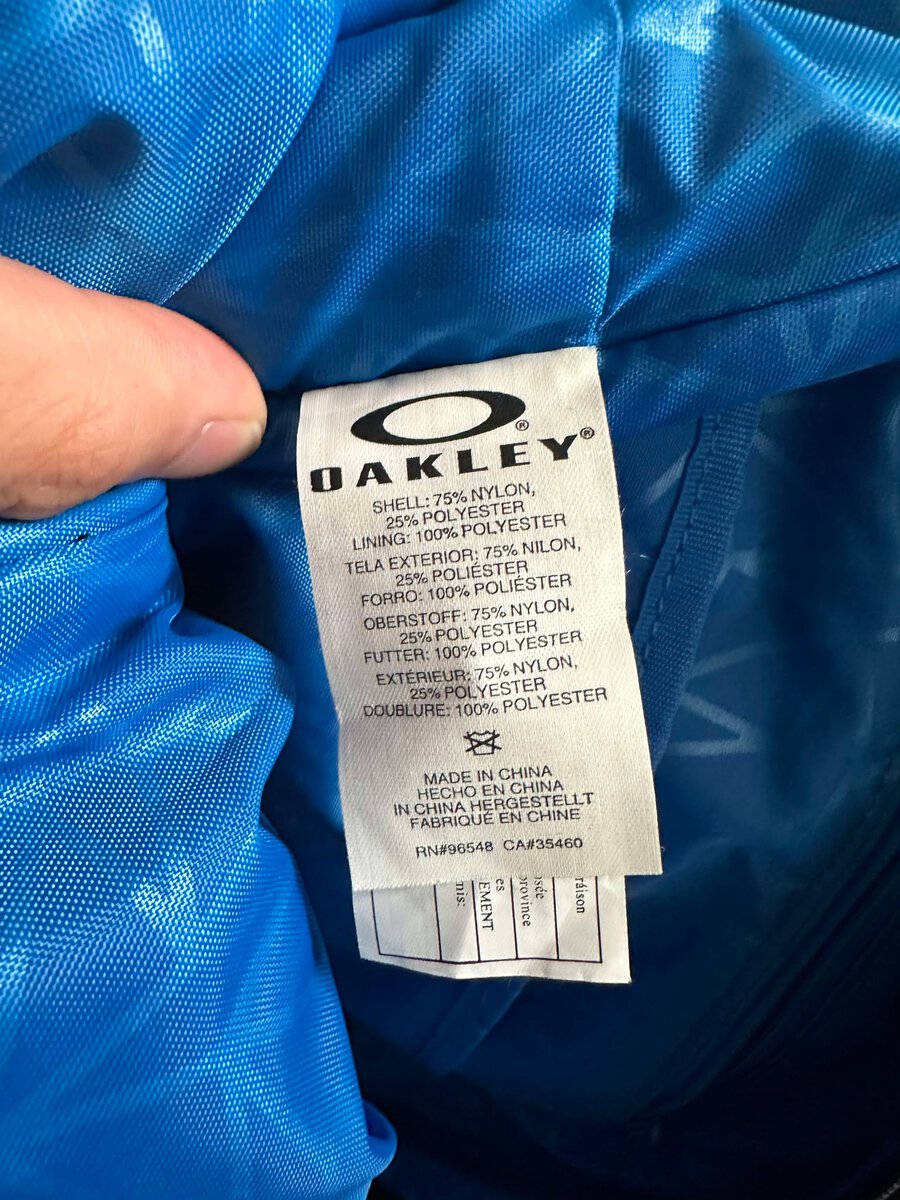 ®
OAKLEY®
SHELL: 75% NYLON,
25% POLYESTER
LINING: 100% POLYESTER
TELA EXTERIOR: 75% NILON,
25% POLIÉSTER
FORRO: 100% POLIÉSTER
OBERSTOFF: 75% NYLON,
25% POLYESTER
FUTTER: 100% POLYESTER
EXTÉRIEUR: 75% NYLON,
25% POLYESTER
DOUBLURE: 100% POLYESTER
MADE IN CHINA
HECHO EN CHINA
IN CHINA HERGESTELLT
FABRIQUÉ EN CHINE
RN#96548 CA#35460
province